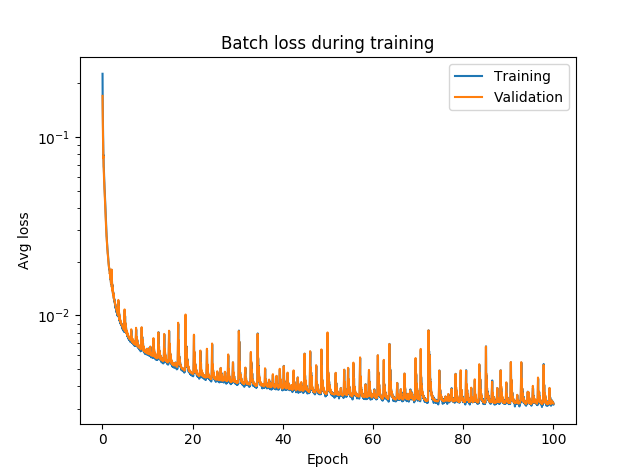 Batch loss during training
Training
Validation
10⁻¹
10⁻²
Avg loss
0 20 40 60 80 100
Epoch